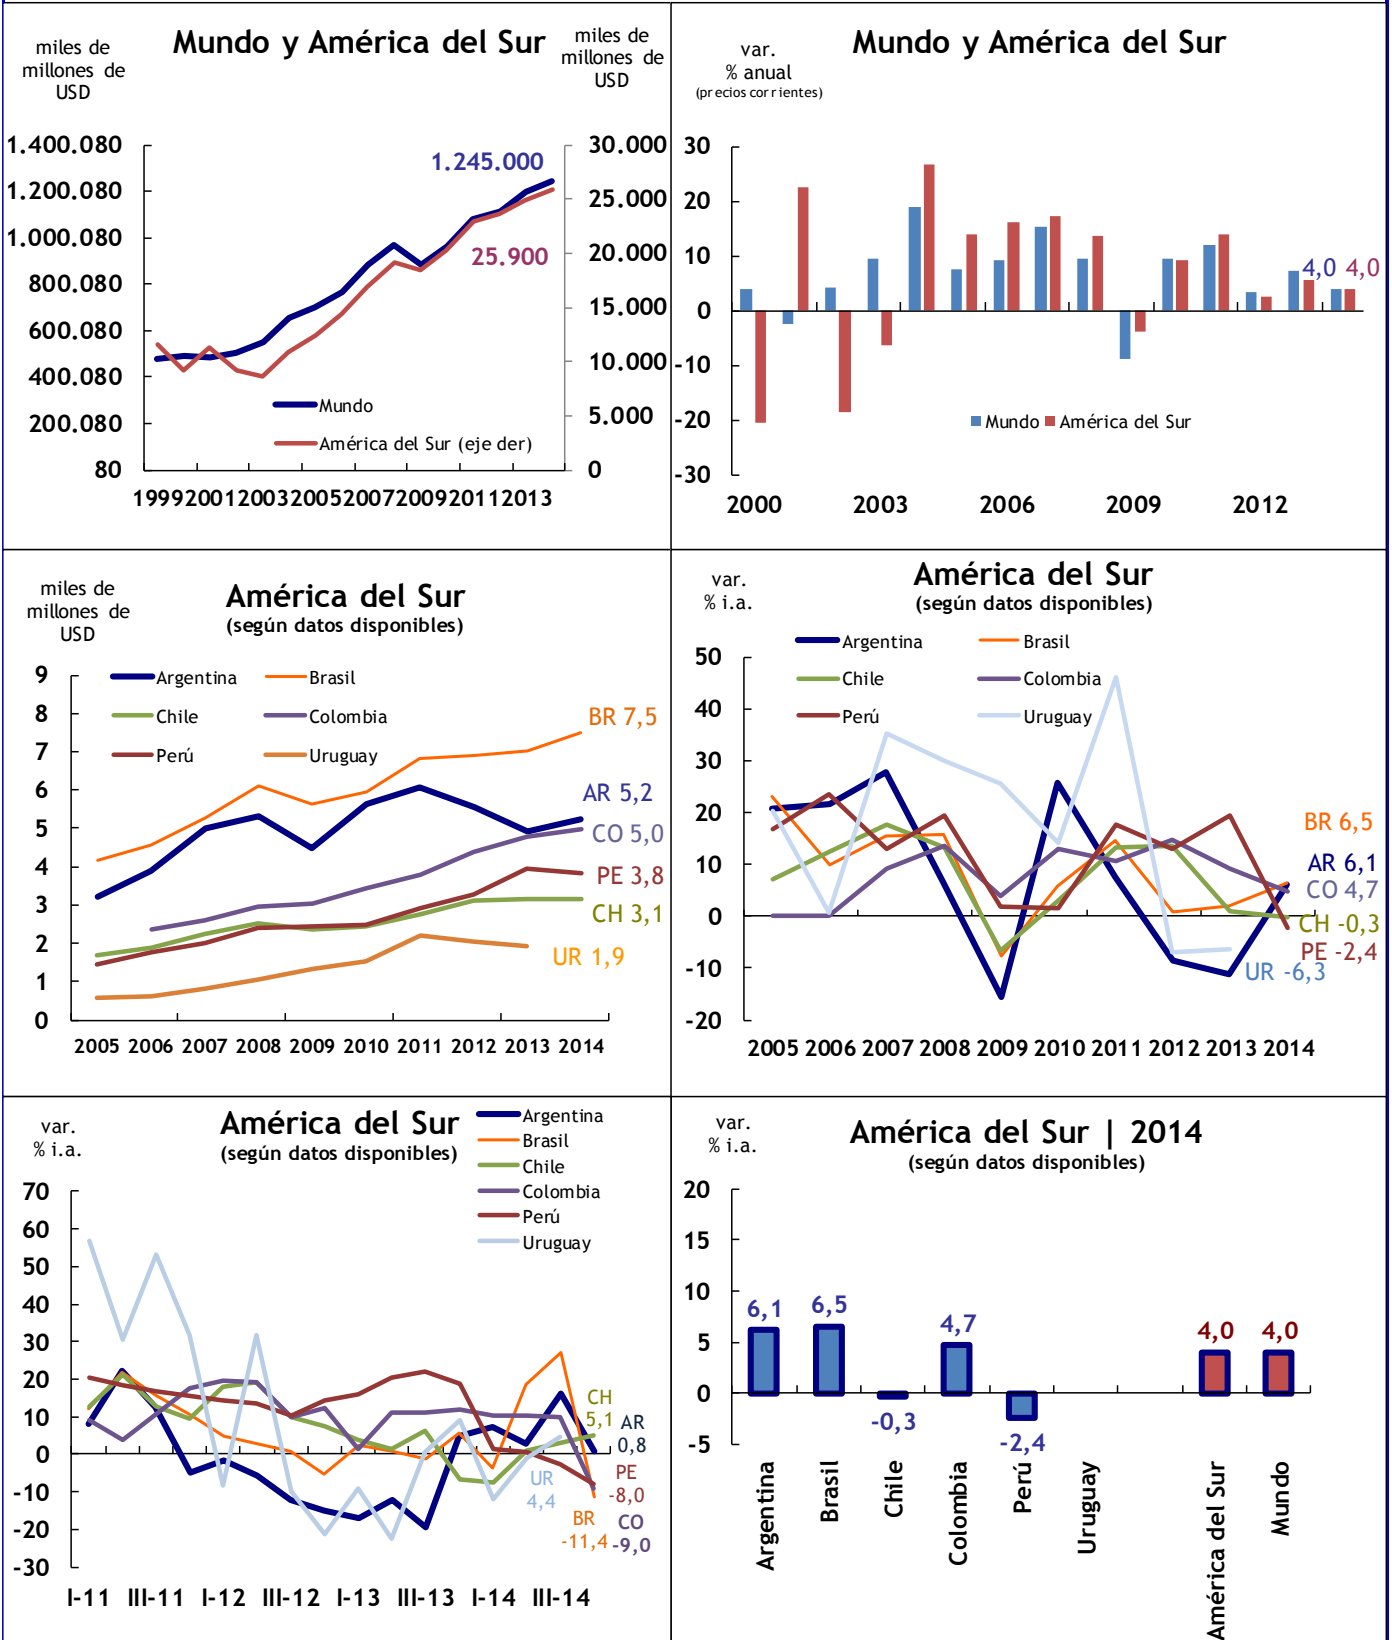 Mundo y América del Sur
miles de
millones de
USD
miles de
millones de
USD
1.400.080
1.200.080
1.000.080
800.080
600.080
400.080
200.080
80
30.000
25.000
20.000
15.000
10.000
5.000
0
1.245.000
25.900
Mundo
América del Sur (eje der)
1999 2001 2003 2005 2007 2009 2011 2013
Mundo y América del Sur
var.
% anual
(precios corrientes)
30
20
10
0
-10
-20
-30
4,0 4,0
Mundo América del Sur
2000 2003 2006 2009 2012
América del Sur
(según datos disponibles)
miles de
millones de
USD
Argentina Brasil
Chile Colombia
Perú Uruguay
9
8
7
6
5
4
3
2
1
0
BR 7,5
AR 5,2
CO 5,0
PE 3,8
CH 3,1
UR 1,9
2005 2006 2007 2008 2009 2010 2011 2012 2013 2014
América del Sur
(según datos disponibles)
var.
% i.a.
Argentina Brasil
Chile Colombia
Perú Uruguay
50
40
30
20
10
0
-10
-20
BR 6,5
AR 6,1
CO 4,7
CH -0,3
PE -2,4
UR -6,3
2005 2006 2007 2008 2009 2010 2011 2012 2013 2014
América del Sur
(según datos disponibles)
var.
% i.a.
Argentina
Brasil
Chile
Colombia
Perú
Uruguay
70
60
50
40
30
20
10
0
-10
-20
-30
CH
5,1
AR
0,8
UR
4,4
PE
-8,0
BR
-11,4
CO
-9,0
I-11 III-11 I-12 III-12 I-13 III-13 I-14 III-14
América del Sur | 2014
(según datos disponibles)
var.
% i.a.
20
15
10
5
0
-5
6,1
6,5
-0,3
4,7
-2,4
4,0
4,0
Argentina
Brasil
Chile
Colombia
Perú
Uruguay
América del Sur
Mundo